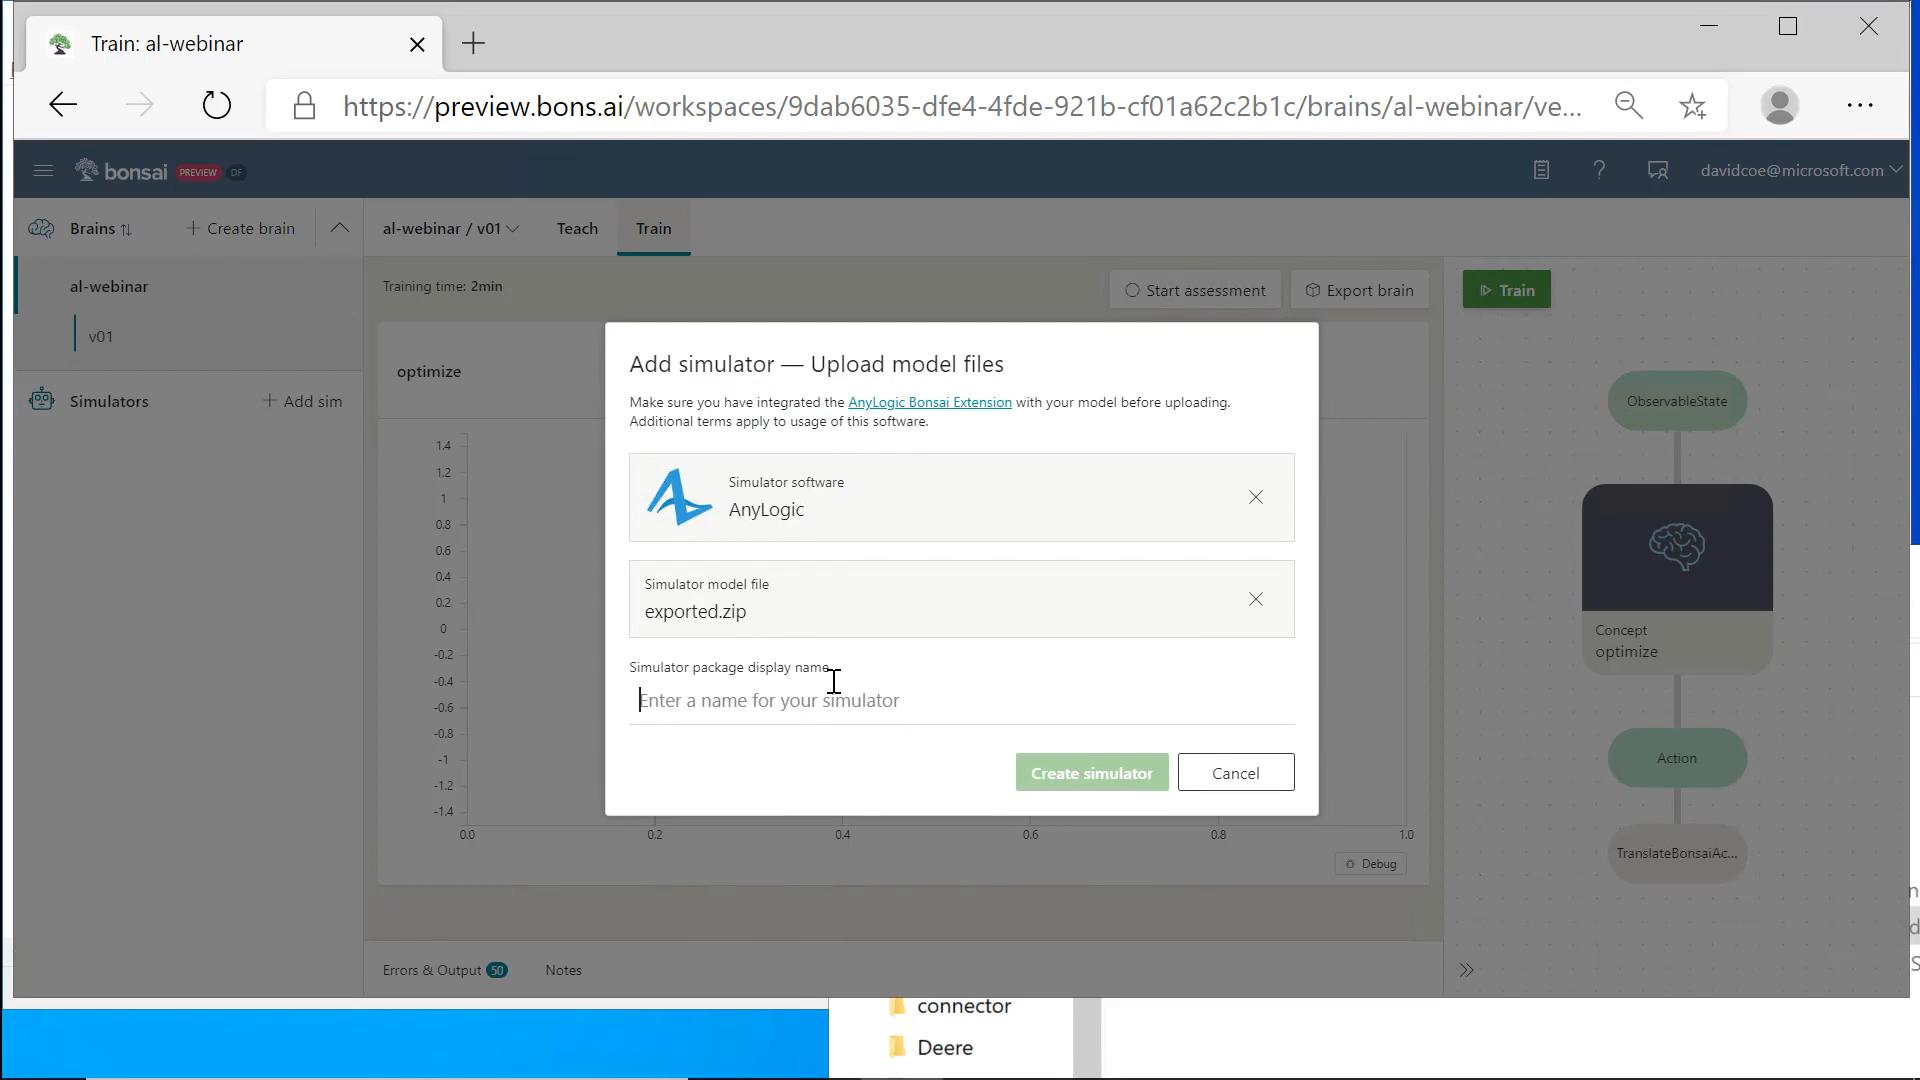 Train: al-webinar
https://preview.bons.ai/workspaces/9dab6035-dfe4-4fde-921b-cf01a62c2b1c/brains/al-webinar/ve...
bonsai PREVIEW DF
davidcoe@microsoft.com
Brains
Create brain
al-webinar / v01
Teach
Train
al-webinar
v01
Simulators
Add sim
Training time: 2min
Start assessment
Export brain
Train
optimize
1.4
1.2
1
0.8
0.6
0.4
0.2
0
-0.2
-0.4
-0.6
-0.8
-1
-1.2
-1.4
0.0
0.2
0.4
0.6
0.8
1.0
Debug
Add simulator — Upload model files
Make sure you have integrated the AnyLogic Bonsai Extension with your model before uploading.
Additional terms apply to usage of this software.
Simulator software
AnyLogic
Simulator model file
exported.zip
Simulator package display name
Enter a name for your simulator
Create simulator
Cancel
ObservableState
Concept
optimize
Action
TranslateBonsaiAc...
Errors & Output 50
Notes
connector
Deere